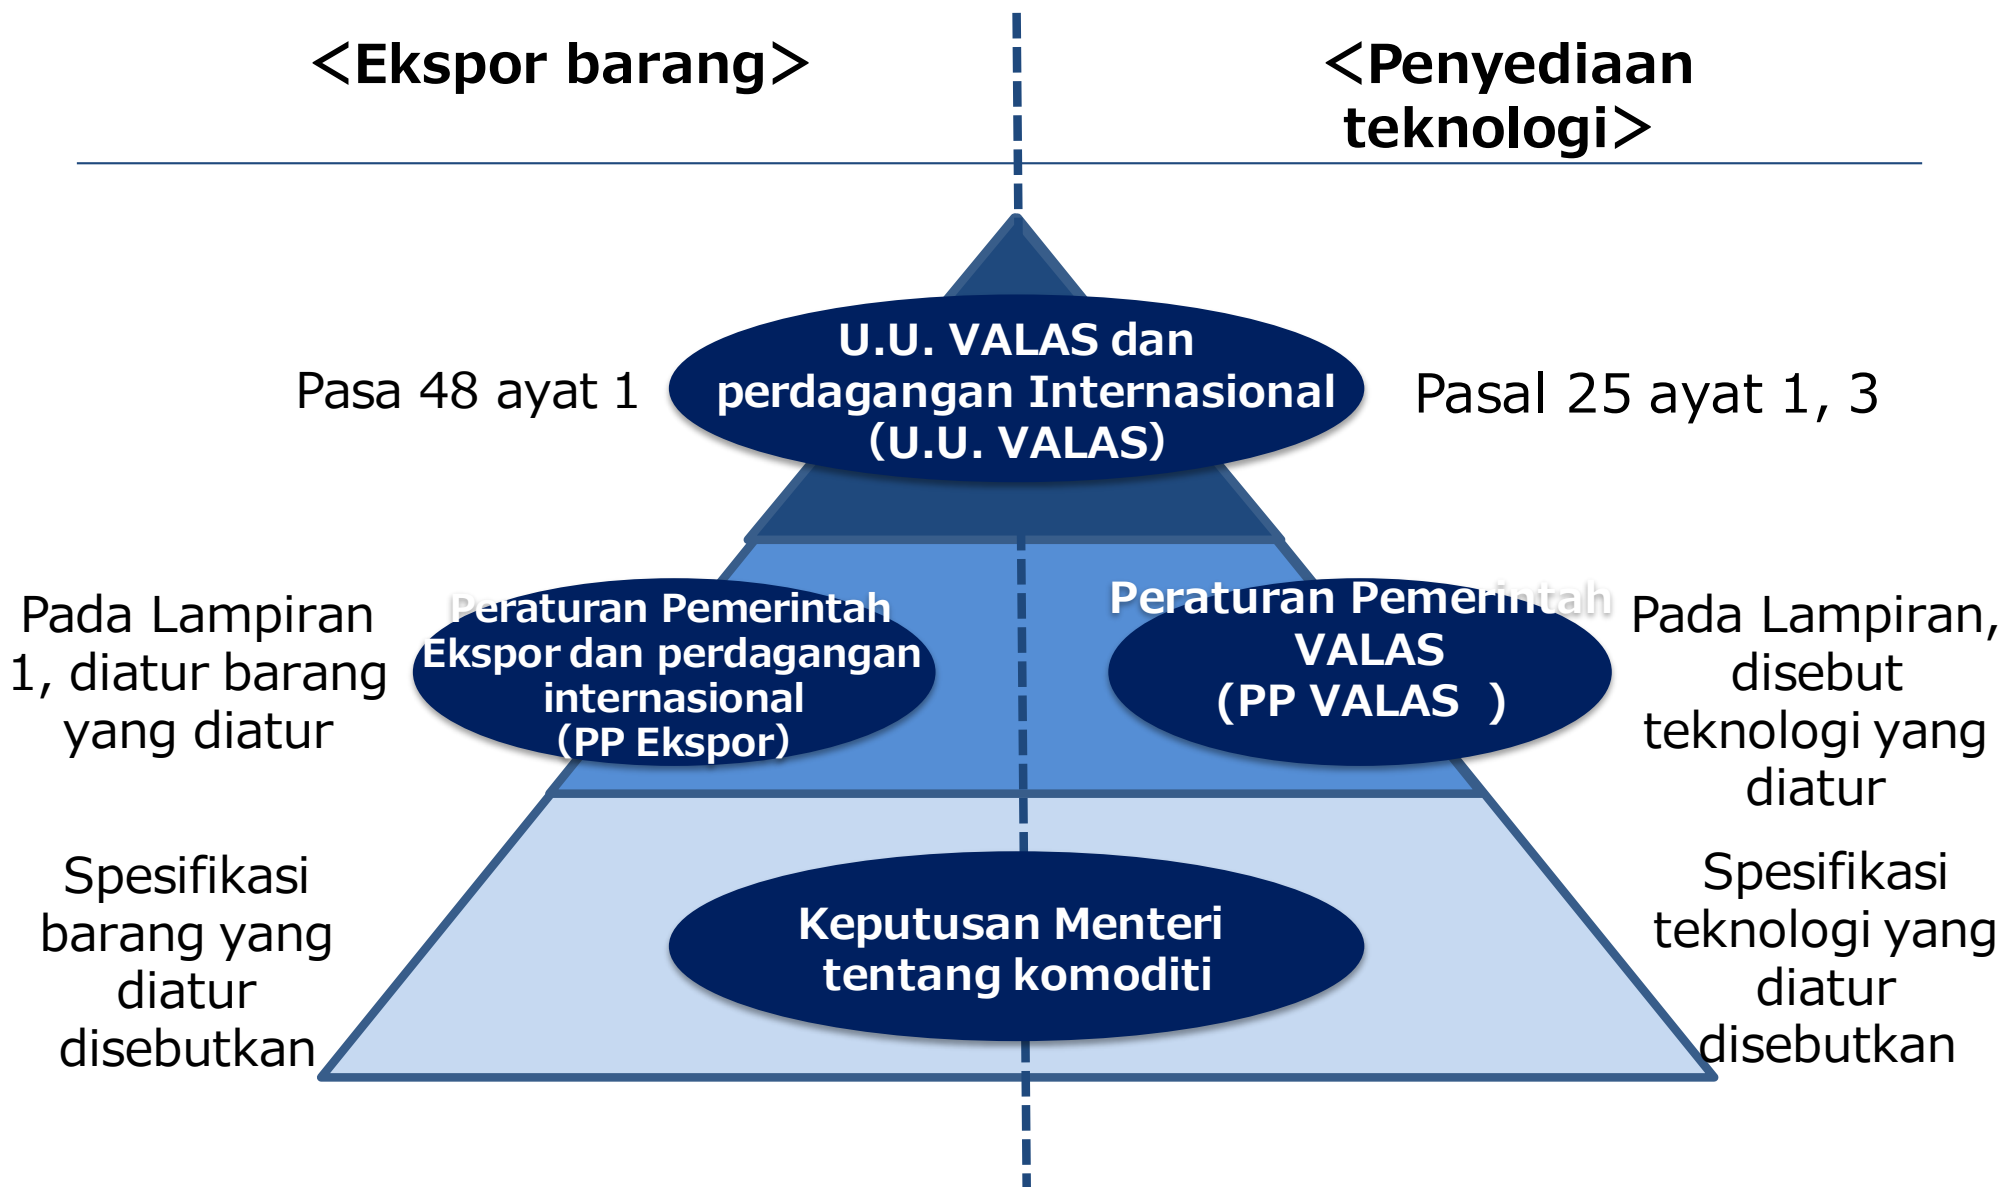 ＜Ekspor barang＞
＜Penyediaan
teknologi＞
Pasa 48 ayat 1
U.U. VALAS dan
perdagangan Internasional
（U.U. VALAS）
Pasal 25 ayat 1, 3
Pada Lampiran
1, diatur barang
yang diatur
Peraturan Pemerintah
Ekspor dan perdagangan
internasional
（PP Ekspor）
Peraturan Pemerintah
VALAS
（PP VALAS ）
Pada Lampiran,
disebut
teknologi yang
diatur
Spesifikasi
barang yang
diatur
disebutkan
Keputusan Menteri
tentang komoditi
Spesifikasi
teknologi yang
diatur
disebutkan